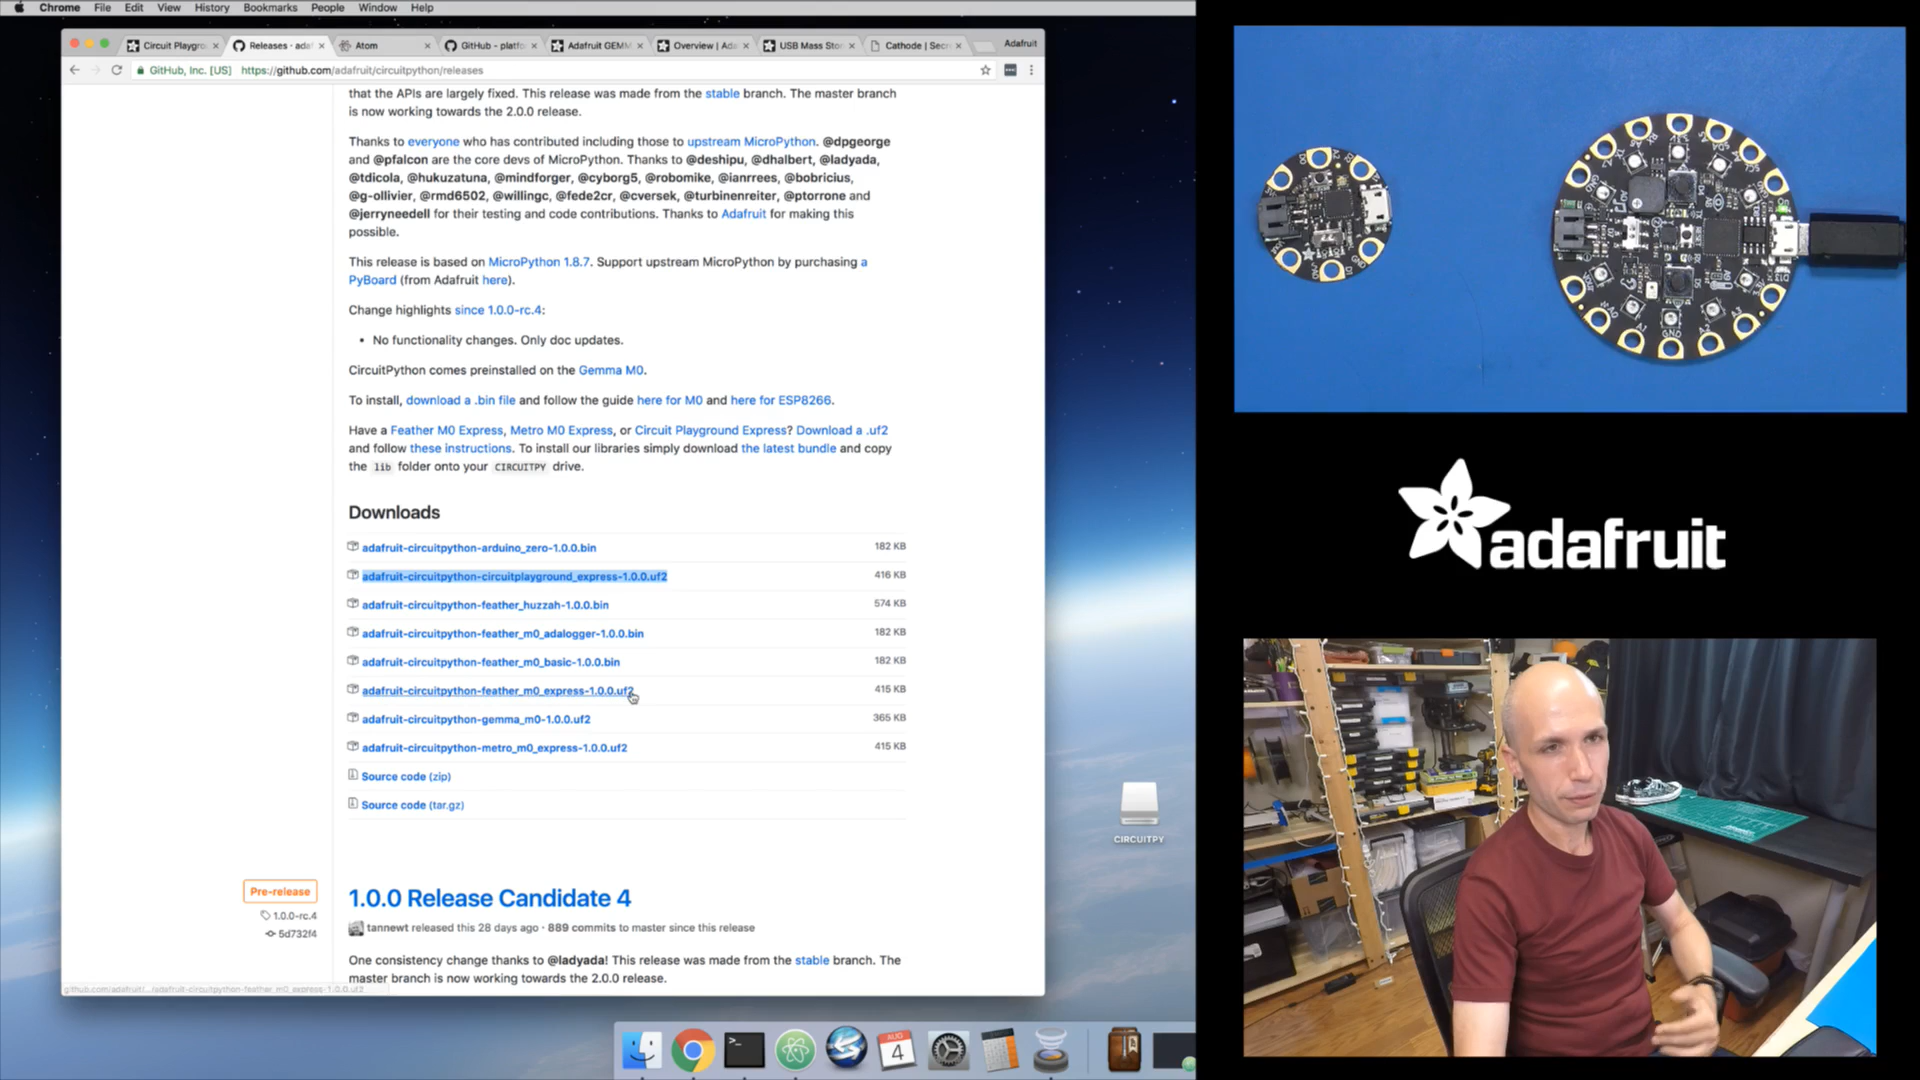 Chrome File Edit View History Bookmarks People Window Help
Circuit Playgro
Releases · ada
Atom
GitHub - platfo
Adafruit GEMM
Overview | Ada
USB Mass Stor
Cathode | Secr
Adafruit
GitHub, Inc. [US] https://github.com/adafruit/circuitpython/releases
that the APIs are largely fixed. This release was made from the stable branch. The master branch
is now working towards the 2.0.0 release.
Thanks to everyone who has contributed including those to upstream MicroPython. @dpgeorge
and @pfalcon are the core devs of MicroPython. Thanks to @deshipu, @dhalbert, @ladyada,
@tdicola, @hukuzatuna, @mindforger, @cyborg5, @robomike, @ianrrees, @bobricius,
@g-ollivier, @rmd6502, @willingc, @fede2cr, @cversek, @turbinenreiter, @ptorrone and
@jerryneedell for their testing and code contributions. Thanks to Adafruit for making this
possible.
This release is based on MicroPython 1.8.7. Support upstream MicroPython by purchasing a
PyBoard (from Adafruit here).
Change highlights since 1.0.0-rc.4:
• No functionality changes. Only doc updates.
CircuitPython comes preinstalled on the Gemma M0.
To install, download a .bin file and follow the guide here for M0 and here for ESP8266.
Have a Feather M0 Express, Metro M0 Express, or Circuit Playground Express? Download a .uf2
and follow these instructions. To install our libraries simply download the latest bundle and copy
the lib folder onto your CIRCUITPY drive.
Downloads
adafruit-circuitpython-arduino_zero-1.0.0.bin 182 KB
adafruit-circuitpython-circuitplayground_express-1.0.0.uf2 416 KB
adafruit-circuitpython-feather_huzzah-1.0.0.bin 574 KB
adafruit-circuitpython-feather_m0_adalogger-1.0.0.bin 182 KB
adafruit-circuitpython-feather_m0_basic-1.0.0.bin 182 KB
adafruit-circuitpython-feather_m0_express-1.0.0.uf2 415 KB
adafruit-circuitpython-gemma_m0-1.0.0.uf2 365 KB
adafruit-circuitpython-metro_m0_express-1.0.0.uf2 415 KB
Source code (zip)
Source code (tar.gz)
Pre-release
1.0.0-rc.4
5d732f4
1.0.0 Release Candidate 4
tannewt released this 28 days ago · 889 commits to master since this release
One consistency change thanks to @ladyada! This release was made from the stable branch. The
master branch is now working towards the 2.0.0 release.
github.com/adafruit/.../adafruit-circuitpython-feather_m0_express-1.0.0.uf2
CIRCUITPY
AUG
4
adafruit